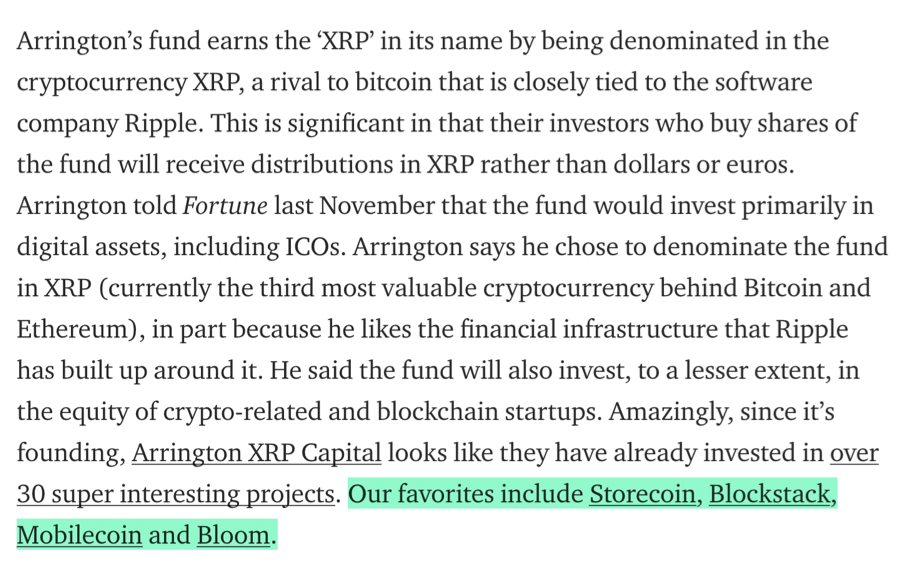 Arrington’s fund earns the ‘XRP’ in its name by being denominated in the
cryptocurrency XRP, a rival to bitcoin that is closely tied to the software
company Ripple. This is significant in that their investors who buy shares of
the fund will receive distributions in XRP rather than dollars or euros.
Arrington told Fortune last November that the fund would invest primarily in
digital assets, including ICOs. Arrington says he chose to denominate the fund
in XRP (currently the third most valuable cryptocurrency behind Bitcoin and
Ethereum), in part because he likes the financial infrastructure that Ripple
has built up around it. He said the fund will also invest, to a lesser extent, in
the equity of crypto-related and blockchain startups. Amazingly, since it’s
founding, Arrington XRP Capital looks like they have already invested in over
30 super interesting projects. Our favorites include Storecoin, Blockstack,
Mobilecoin and Bloom.